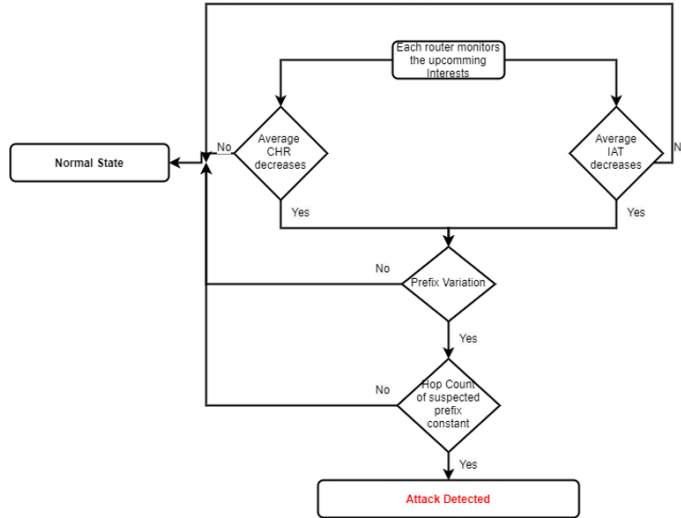 Each router monitors
the upcomming
Interests
Average
CHR
decreases
Average
IAT
decreases
No
N
Normal State
Yes
Yes
No
Prefix Variation
Yes
No
Hop Count
of suspected
prefix
constant
Yes
Attack Detected